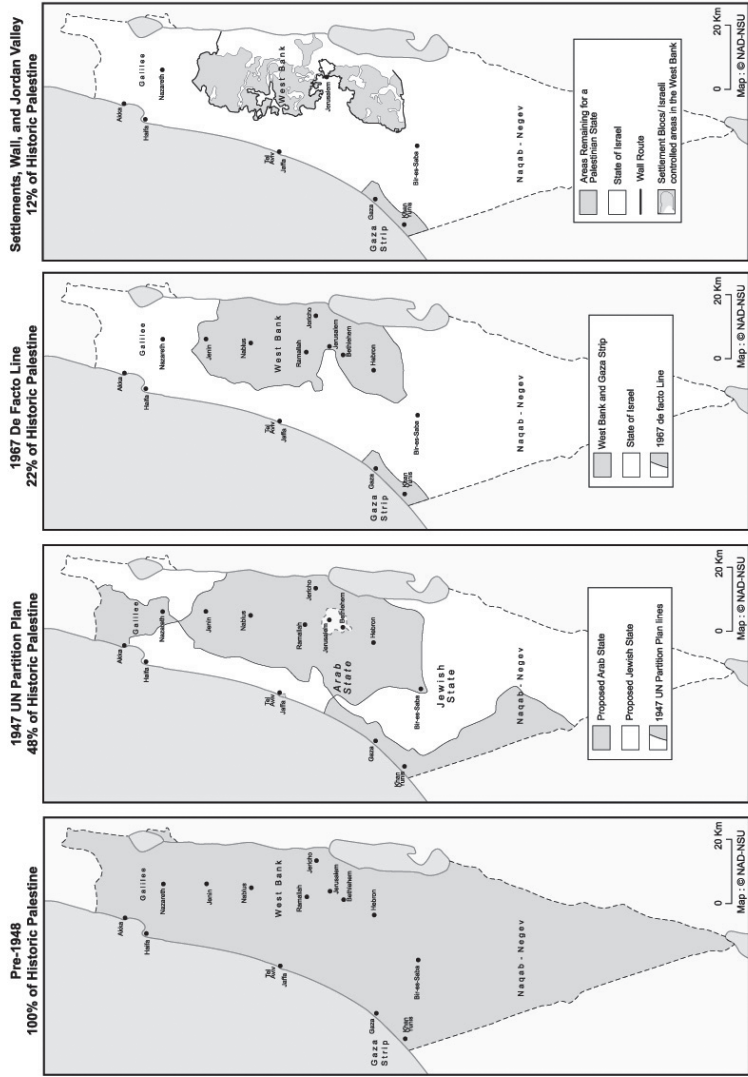 Pre-1948
100% of Historic Palestine
Akka
Haifa
Galilee
Nazareth
Jenin
Nablus
Tel
Aviv
Jaffa
West Bank
Ramallah
Jericho
Jerusalem
Bethlehem
Hebron
Gaza
Khan
Yunis
Gaza
Strip
Bir-es-Saba
Naqab - Negev
0 20 Km
Map : © NAD-NSU
1947 UN Partition Plan
48% of Historic Palestine
Akka
Haifa
Galilee
Nazareth
Jenin
Nablus
Tel
Aviv
Jaffa
Ramallah
Jericho
Jerusalem
Bethlehem
Arab
State
Hebron
Gaza
Khan
Yunis
Bir-es-Saba
Jewish
State
Naqab - Negev
Proposed Arab State
Proposed Jewish State
1947 UN Partition Plan lines
0 20 Km
Map : © NAD-NSU
1967 De Facto Line
22% of Historic Palestine
Akka
Haifa
Galilee
Nazareth
Jenin
Nablus
Tel
Aviv
Jaffa
West Bank
Ramallah
Jericho
Jerusalem
Bethlehem
Hebron
Gaza
Khan
Yunis
Gaza
Strip
Bir-es-Saba
Naqab - Negev
West Bank and Gaza Strip
State of Israel
1967 de facto Line
0 20 Km
Map : © NAD-NSU
Settlements, Wall, and Jordan Valley
12% of Historic Palestine
Akka
Haifa
Galilee
Nazareth
Tel
Aviv
Jaffa
West Bank
Jerusalem
Gaza
Khan
Yunis
Gaza
Strip
Bir-es-Saba
Naqab - Negev
Areas Remaining for a
Palestinian State
State of Israel
Wall Route
Settlement Blocs/ Israeli
controlled areas in the West Bank
0 20 Km
Map : © NAD-NSU